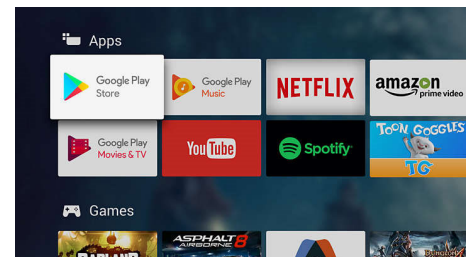 Apps
Google Play
Store
Google Play
Music
NETFLIX
amazon
prime video
Google Play
Movies & TV
YouTube
Spotify
TOON GOGGLES
TG
Games
BADLAND
ASPHALT 8
AIRBORNE